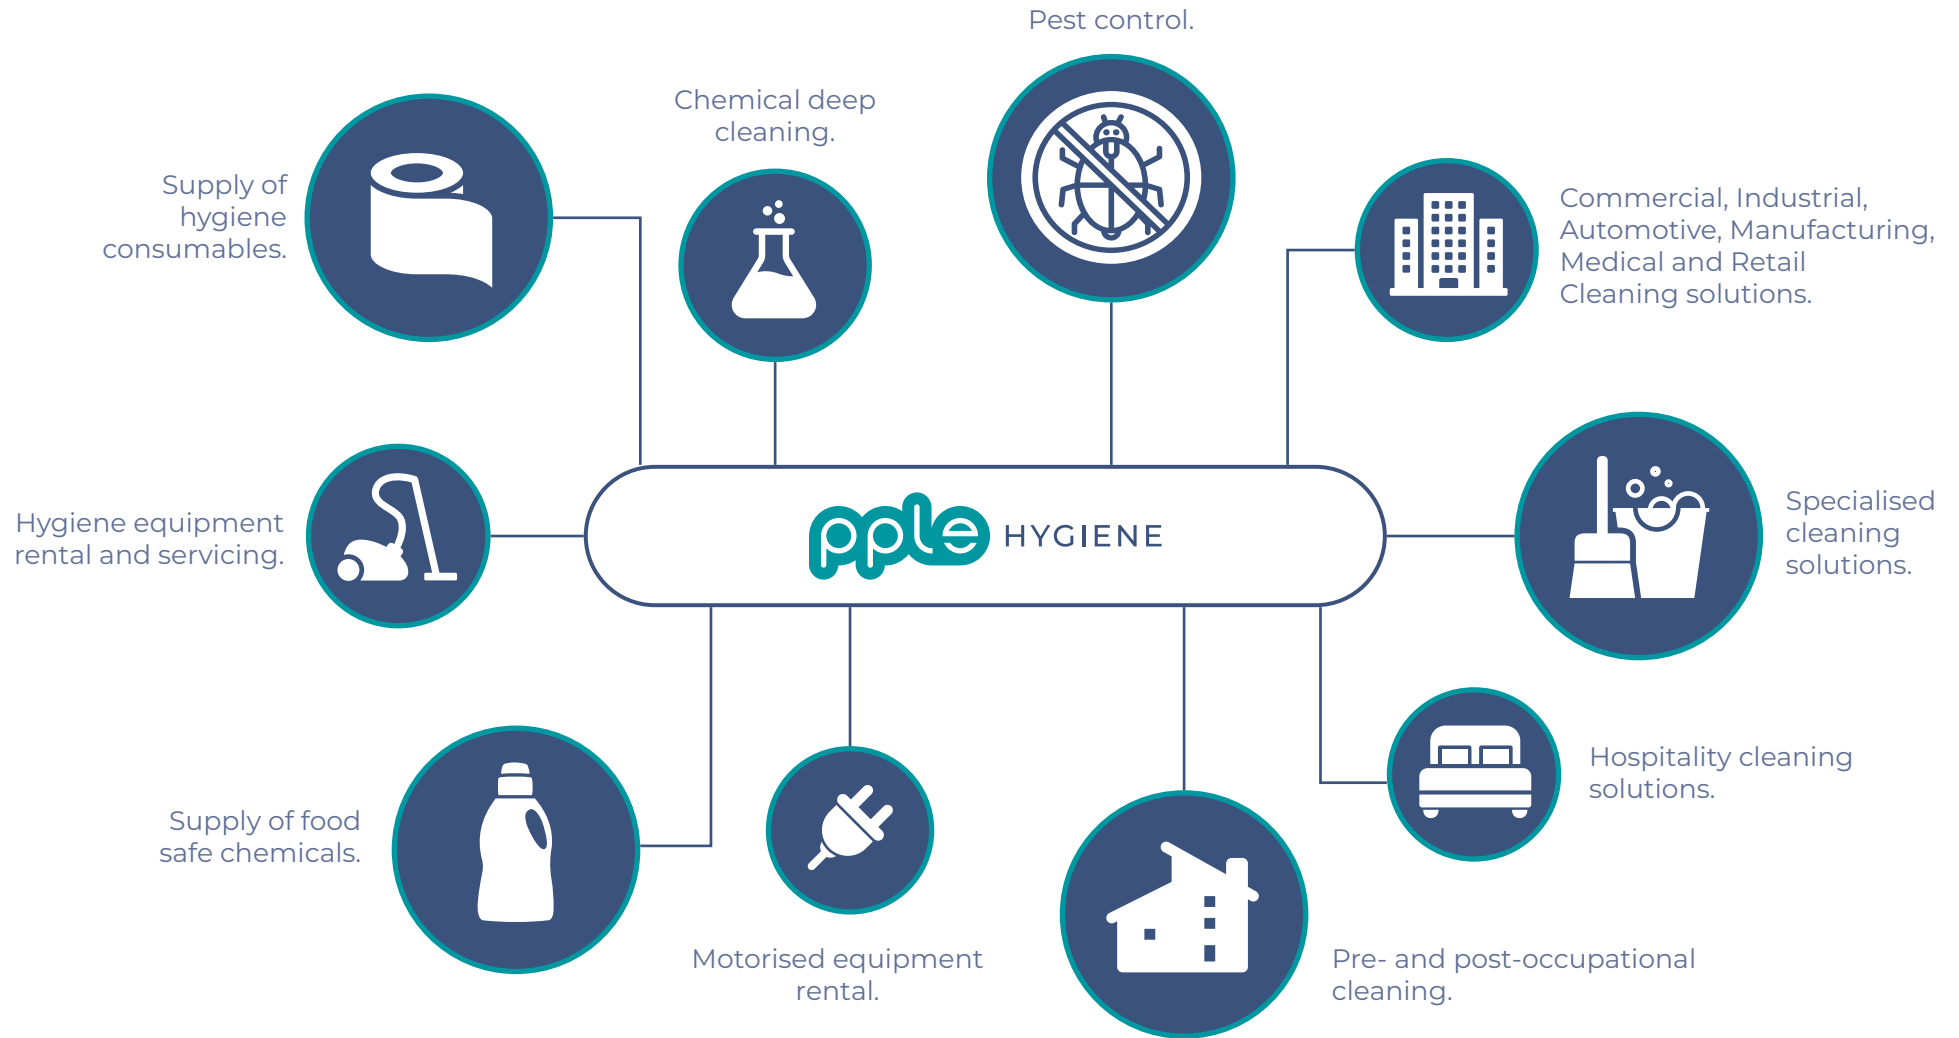 Pest control.
Chemical deep
cleaning.
Supply of
hygiene
consumables.
Commercial, Industrial,
Automotive, Manufacturing,
Medical and Retail
Cleaning solutions.
Hygiene equipment
rental and servicing.
pple HYGIENE
Specialised
cleaning
solutions.
Supply of food
safe chemicals.
Hospitality cleaning
solutions.
Motorised equipment
rental.
Pre- and post-occupational
cleaning.